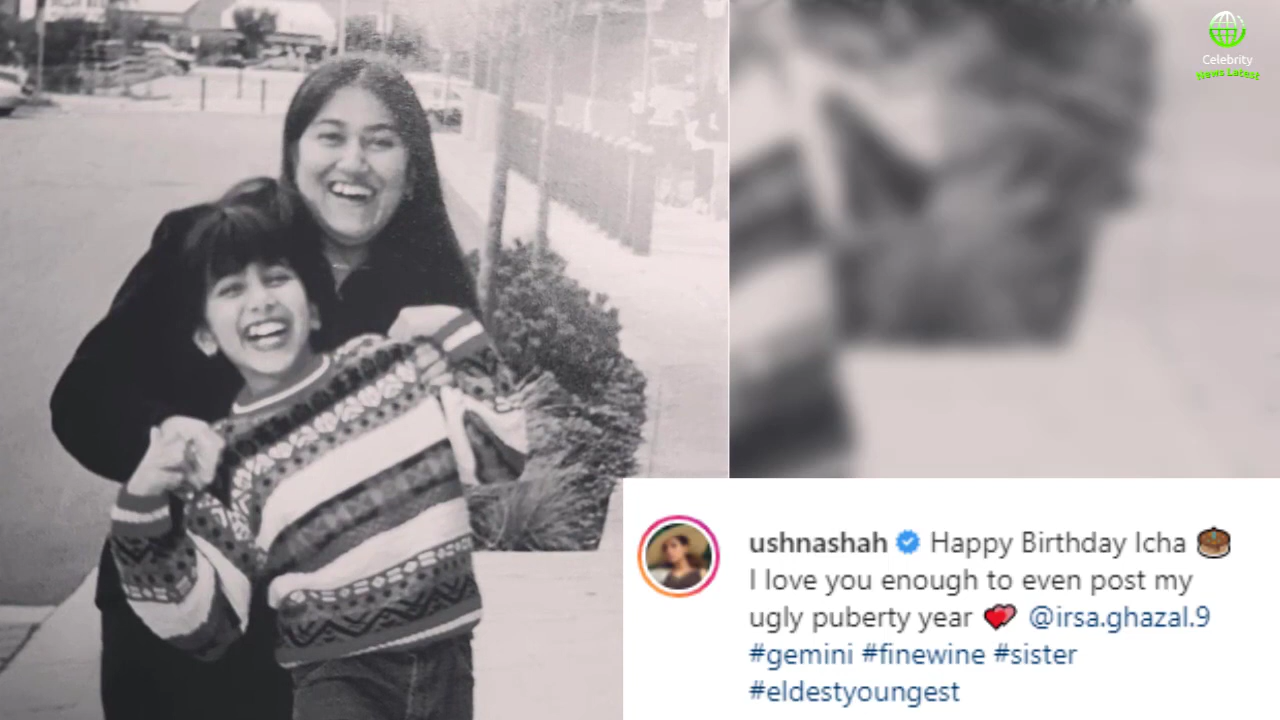 Celebrity
News Latest
ushnashah Happy Birthday Icha 🎂
I love you enough to even post my
ugly puberty year 💕 @irsa.ghazal.9
#gemini #finewine #sister
#eldestyoungest